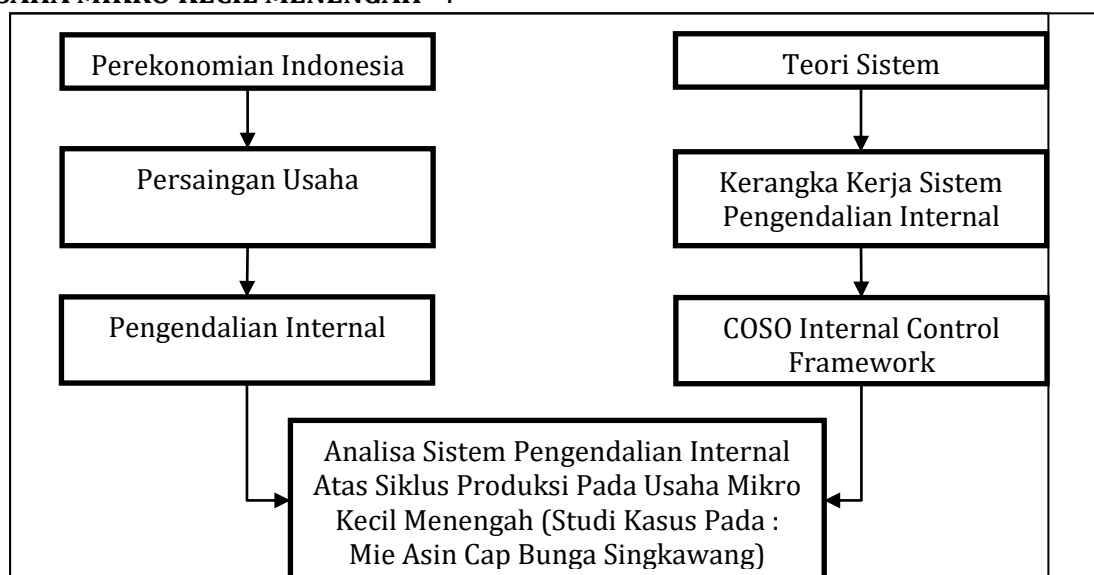 Perekonomian Indonesia
Teori Sistem
Persaingan Usaha
Kerangka Kerja Sistem
Pengendalian Internal
Pengendalian Internal
COSO Internal Control
Framework
Analisa Sistem Pengendalian Internal
Atas Siklus Produksi Pada Usaha Mikro
Kecil Menengah (Studi Kasus Pada :
Mie Asin Cap Bunga Singkawang)